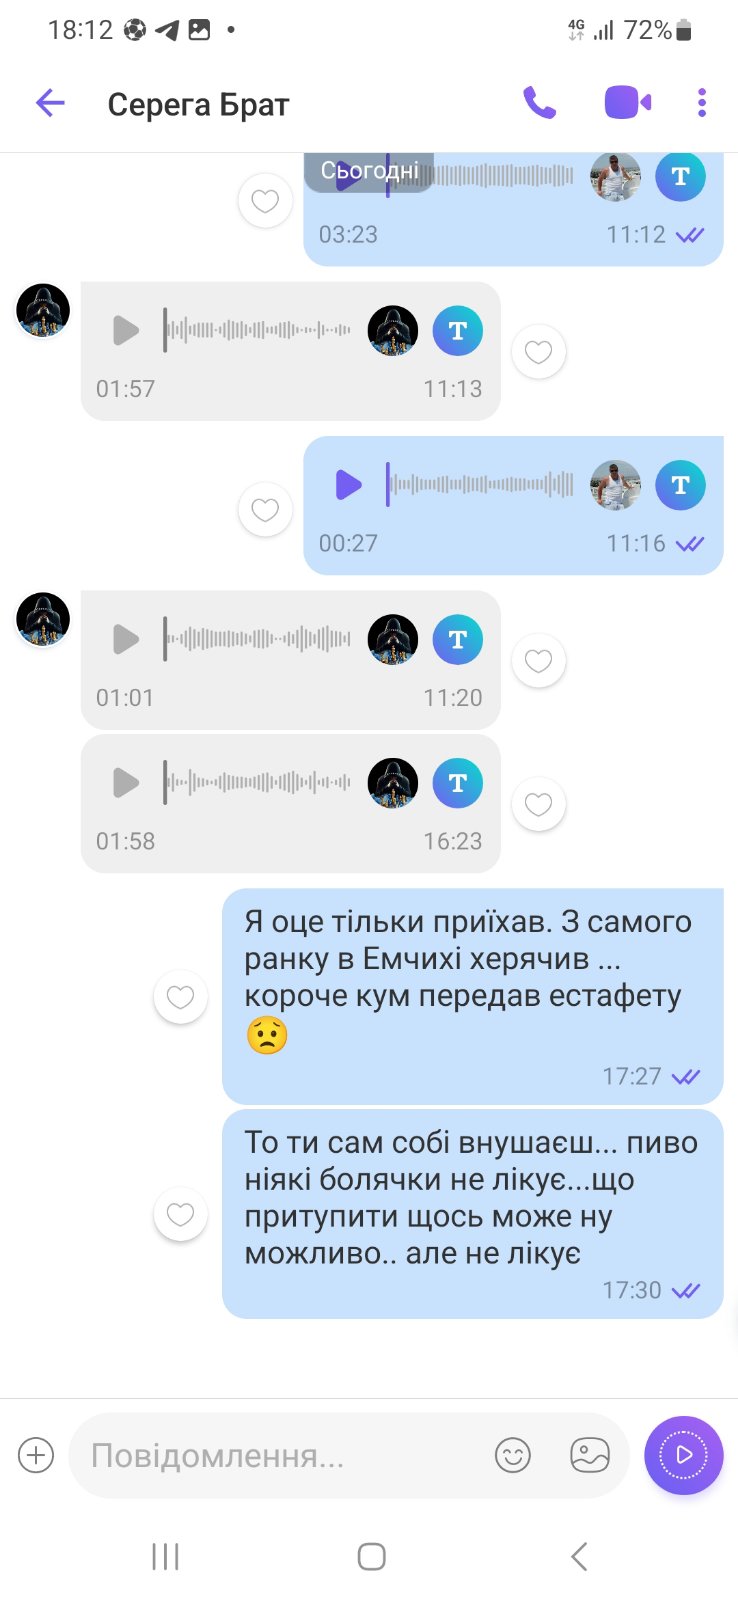 18:12
4G
72%
Серега Брат
Сьогодні
T
03:23
11:12
T
01:57
11:13
T
00:27
11:16
T
01:01
11:20
T
01:58
16:23
Я оце тільки приїхав. З самого
ранку в Емчихі херячив ...
короче кум передав естафету
😟
17:27
То ти сам собі внушаєш... пиво
ніякі болячки не лікує...що
притупити щось може ну
можливо.. але не лікує
17:30
Повідомлення...